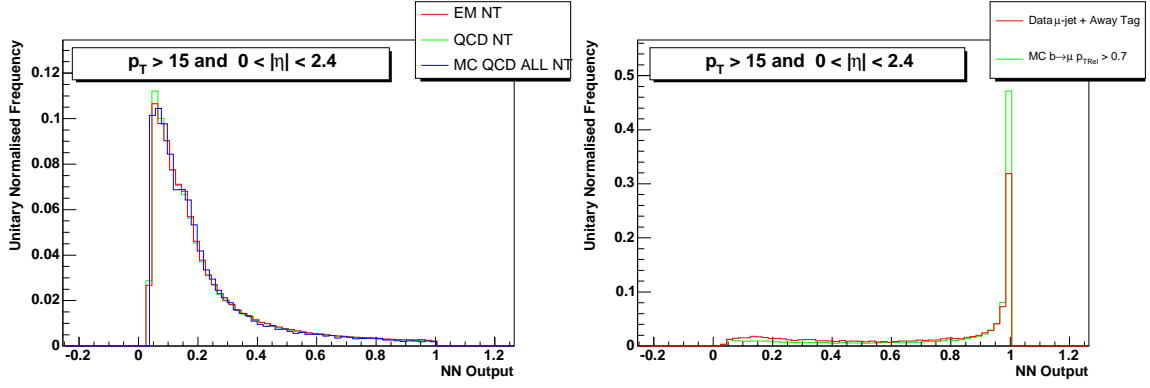 EM NT
QCD NT
MC QCD ALL NT
p_T > 15 and 0 < |η| < 2.4
Unitary Normalised Frequency
0.12
0.1
0.08
0.06
0.04
0.02
0
-0.2 0 0.2 0.4 0.6 0.8 1 1.2
NN Output
Data μ-jet + Away Tag
MC b→μ p_TRel > 0.7
p_T > 15 and 0 < |η| < 2.4
Unitary Normalised Frequency
0.5
0.4
0.3
0.2
0.1
0
-0.2 0 0.2 0.4 0.6 0.8 1 1.2
NN Output